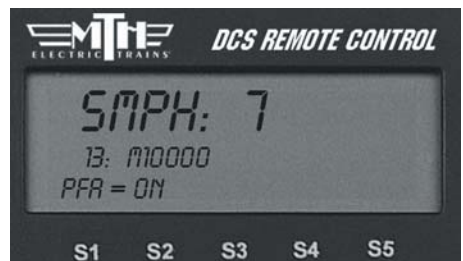 MTH
ELECTRIC TRAINS
DCS REMOTE CONTROL
SMPH: 7
13: M10000
PFA = ON
S1 S2 S3 S4 S5